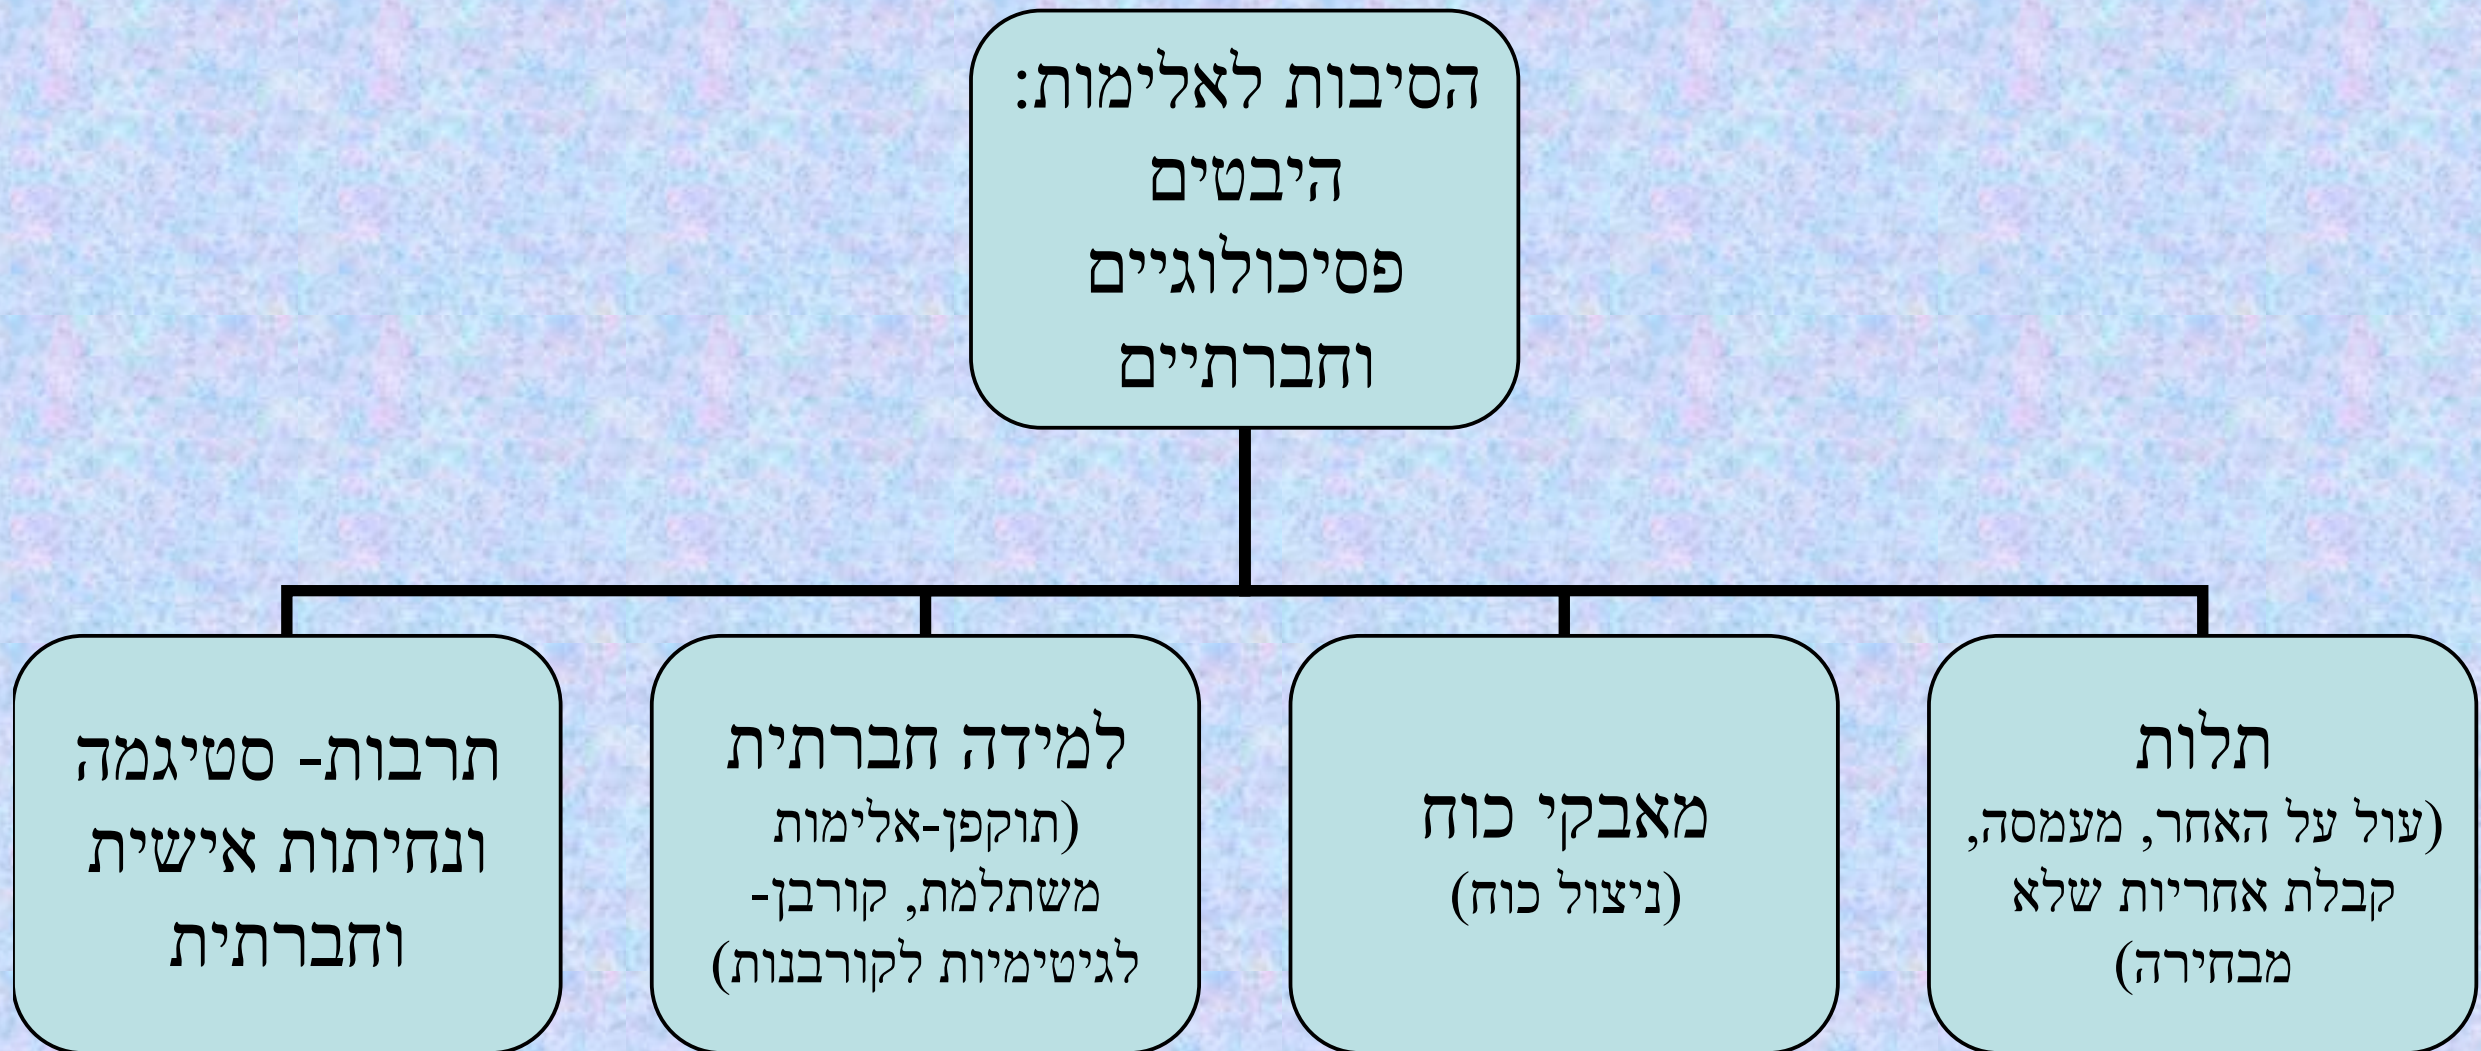 הסיבות לאלימות:
היבטים
פסיכולוגיים
וחברתיים
תלות
(עול על האחר, מעמסה,
קבלת אחריות שלא
מבחירה)
מאבקי כוח
(ניצול כוח)
למידה חברתית
(תוקפן-אלימות
משתלמת, קורבן-
לגיטימיות לקורבנות)
תרבות- סטיגמה
ונחיתות אישית
וחברתית